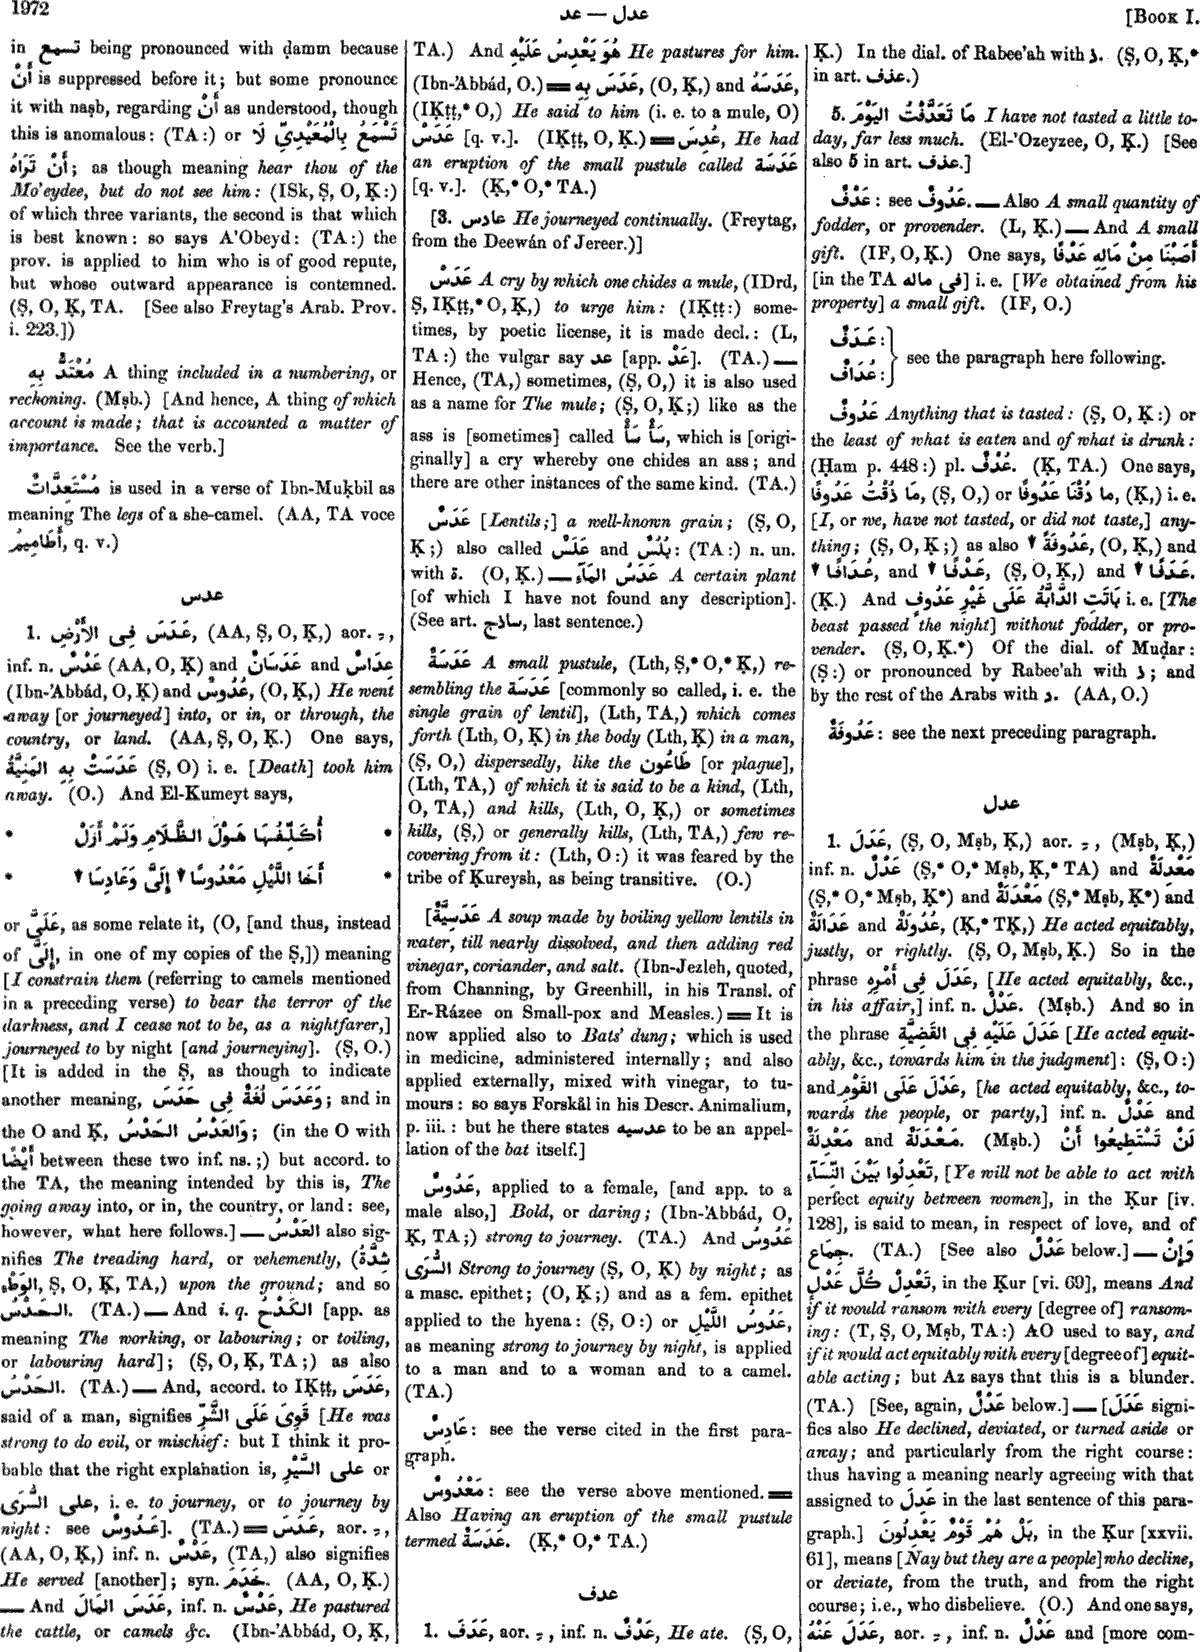 1972
عدل — عد
[BOOK I.
in تسمع being pronounced with ḍamm because
أَنْ is suppressed before it; but some pronounce
it with naṣb, regarding أَنْ as understood, though
this is anomalous: (TA:) or تَسْمَعُ بِالْمُعَيْدِىِّ لَا
أَنْ تَرَاهُ; as though meaning hear thou of the
Mo'eydee, but do not see him: (ISk, Ṣ, O, Ḳ:)
of which three variants, the second is that which
is best known: so says A'Obeyd: (TA:) the
prov. is applied to him who is of good repute,
but whose outward appearance is contemned.
(Ṣ, O, Ḳ, TA. [See also Freytag's Arab. Prov.
i. 223.])
مُعْتَدٌّ بِهِ A thing included in a numbering, or
reckoning. (Mṣb.) [And hence, A thing of which
account is made; that is accounted a matter of
importance. See the verb.]
مُسْتَعِدَّاتٌ is used in a verse of Ibn-Muḳbil as
meaning The legs of a she-camel. (AA, TA voce
أَطَامِيمُ, q. v.)
عدس
1. عَدَسَ فِى الأَرْضِ, (AA, Ṣ, O, Ḳ,) aor. ـِ,
inf. n. عَدْسٌ (AA, O, Ḳ) and عَدَسَانٌ and عِدَاسٌ
(Ibn-'Abbád, O, Ḳ) and عُدُوسٌ, (O, Ḳ,) He went
away [or journeyed] into, or in, or through, the
country, or land. (AA, Ṣ, O, Ḳ.) One says,
عَدَسَتْ بِهِ المَنِيَّةُ (Ṣ, O) i. e. [Death] took him
away. (O.) And El-Kumeyt says,
* أُكَلِّفُهَا هَوْلَ الظَّلَامِ وَلَمْ أَزَلْ *
* أَخَا اللَّيْلِ مَعْدُوسًا ▼ إِلَىَّ وَعَادِسَا ▼ *
or عَلَىَّ, as some relate it, (O, [and thus, instead
of إِلَىَّ, in one of my copies of the Ṣ,]) meaning
[I constrain them (referring to camels mentioned
in a preceding verse) to bear the terror of the
darkness, and I cease not to be, as a nightfarer,]
journeyed to by night [and journeying]. (Ṣ, O.)
[It is added in the Ṣ, as though to indicate
another meaning, وَعَدَسَ لُغَةٌ فِى حَدَسَ; and in
the O and Ḳ, وَالعَدْسُ الحَدْسُ; (in the O with
أَيْضًا between these two inf. ns.;) but accord. to
the TA, the meaning intended by this is, The
going away into, or in, the country, or land: see,
however, what here follows.] — العَدْسُ also sig-
nifies The treading hard, or vehemently, (شِدَّةُ
الوَطْءِ, Ṣ, O, Ḳ, TA,) upon the ground; and so
الحَدْسُ. (TA.) — And i. q. الكَدْحُ [app. as
meaning The working, or labouring; or toiling,
or labouring hard]; (Ṣ, O, Ḳ, TA;) as also
الحَدْسُ. (TA.) — And, accord. to IḲṭṭ, عَدَسَ,
said of a man, signifies قَوِىَ عَلَى الشَّرِّ [He was
strong to do evil, or mischief: but I think it pro-
bable that the right explanation is, على السَّيْرِ or
على السُّرَى, i. e. to journey, or to journey by
night: see عَدُوسٌ]. (TA.) = عَدَسَ, aor. ـِ,
(AA, O, Ḳ,) inf. n. عَدْسٌ, (TA,) also signifies
He served [another]; syn. خَدَمَ. (AA, O, Ḳ.)
— And عَدَسَ المَالَ, inf. n. عَدْسٌ, He pastured
the cattle, or camels &c. (Ibn-'Abbád, O, Ḳ,
TA.) And هُوَ يَعْدِسُ عَلَيْهِ He pastures for him.
(Ibn-'Abbád, O.) = عَدَسَ بِهِ, (O, Ḳ,) and عَدَسَهُ,
(IḲṭṭ,* O,) He said to him (i. e. to a mule, O)
عَدَسْ [q. v.]. (IḲṭṭ, O, Ḳ.) = عُدِسَ, He had
an eruption of the small pustule called عَدَسَة
[q. v.]. (Ḳ,* O,* TA.)
[3. عادس He journeyed continually. (Freytag,
from the Deewán of Jereer.)]
عَدَسْ A cry by which one chides a mule, (IDrd,
Ṣ, IḲṭṭ,* O, Ḳ,) to urge him: (IḲṭṭ:) some-
times, by poetic license, it is made decl.: (L,
TA:) the vulgar say عد [app. عَدْ]. (TA.) —
Hence, (TA,) sometimes, (Ṣ, O,) it is also used
as a name for The mule; (Ṣ, O, Ḳ;) like as the
ass is [sometimes] called سَأْ سَأْ, which is [origi-
ginally] a cry whereby one chides an ass; and
there are other instances of the same kind. (TA.)
عَدَسٌ [Lentils;] a well-known grain; (Ṣ, O,
Ḳ;) also called عَلَسٌ and بُلُسٌ: (TA:) n. un.
with ة. (O, Ḳ.) — عَدَسُ المَآءِ A certain plant
[of which I have not found any description].
(See art. ساذج, last sentence.)
عَدَسَةٌ A small pustule, (Lth, Ṣ,* O,* Ḳ,) re-
sembling the عَدَسَة [commonly so called, i. e. the
single grain of lentil], (Lth, TA,) which comes
forth (Lth, O, Ḳ) in the body (Lth, Ḳ) in a man,
(Ṣ, O,) dispersedly, like the طَاعُون [or plague],
(Lth, TA,) of which it is said to be a kind, (Lth,
O, TA,) and kills, (Lth, O, Ḳ,) or sometimes
kills, (Ṣ,) or generally kills, (Lth, TA,) few re-
covering from it: (Lth, O:) it was feared by the
tribe of Ḳureysh, as being transitive. (O.)
[عَدَسِيَّةٌ A soup made by boiling yellow lentils in
water, till nearly dissolved, and then adding red
vinegar, coriander, and salt. (Ibn-Jezleh, quoted,
from Channing, by Greenhill, in his Transl. of
Er-Rázee on Small-pox and Measles.) = It is
now applied also to Bats' dung; which is used
in medicine, administered internally; and also
applied externally, mixed with vinegar, to tu-
mours: so says Forskål in his Descr. Animalium,
p. iii.: but he there states عدسيه to be an appel-
lation of the bat itself.]
عَدُوسٌ, applied to a female, [and app. to a
male also,] Bold, or daring; (Ibn-'Abbád, O,
Ḳ, TA;) strong to journey. (TA.) And عَدُوسُ
السُّرَى Strong to journey (Ṣ, O, Ḳ) by night; as
a masc. epithet; (O, Ḳ;) and as a fem. epithet
applied to the hyena: (Ṣ, O:) or عَدُوسُ اللَّيْلِ,
as meaning strong to journey by night, is applied
to a man and to a woman and to a camel.
(TA.)
عَادِسٌ: see the verse cited in the first para-
graph.
مَعْدُوسٌ: see the verse above mentioned. =
Also Having an eruption of the small pustule
termed عَدَسَة. (Ḳ,* O,* TA.)
عدف
1. عَدَفَ, aor. ـِ, inf. n. عَدْفٌ, He ate. (Ṣ, O,
Ḳ.) In the dial. of Rabee'ah with ذ. (Ṣ, O, Ḳ,*
in art. عذف.)
5. مَا تَعَدَّفْتُ اليَوْمَ I have not tasted a little to-
day, far less much. (El-'Ozeyzee, O, Ḳ.) [See
also 5 in art. عذف.]
عَدْفٌ: see عَدُوفٌ. — Also A small quantity of
fodder, or provender. (L, Ḳ.) — And A small
gift. (IF, O, Ḳ.) One says, أَصَبْنَا مِنْ مَالِهِ عَدْفًا
[in the TA فى ماله] i. e. [We obtained from his
property] a small gift. (IF, O.)
عَدَفٌ:
عُدَافٌ:
see the paragraph here following.
عَدُوفٌ Anything that is tasted: (Ṣ, O, Ḳ:) or
the least of what is eaten and of what is drunk:
(Ḥam p. 448:) pl. عُدُفٌ. (Ḳ, TA.) One says,
مَا ذُقْتُ عَدُوفًا, (Ṣ, O,) or مَا ذُقْنَا عَدُوفًا, (Ḳ,) i. e.
[I, or we, have not tasted, or did not taste,] any-
thing; (Ṣ, O, Ḳ;) as also ▼ عَدُوفَةً, (O, Ḳ,) and
▼ عُدَافًا, and ▼ عَدْفًا, (Ṣ, O, Ḳ,) and ▼ عَدَفًا.
(Ḳ.) And بَاتَتِ الدَّابَّةُ عَلَى غَيْرِ عَدُوفٍ i. e. [The
beast passed the night] without fodder, or pro-
vender. (Ṣ, O, Ḳ.*) Of the dial. of Muḍar:
(Ṣ:) or pronounced by Rabee'ah with ذ; and
by the rest of the Arabs with د. (AA, O.)
عَدُوفَةٌ: see the next preceding paragraph.
عدل
1. عَدَلَ, (Ṣ, O, Mṣb, Ḳ,) aor. ـِ, (Mṣb, Ḳ,)
inf. n. عَدْلٌ (Ṣ,* O,* Mṣb, Ḳ,* TA) and مَعْدِلَةٌ
(Ṣ,* O,* Mṣb, Ḳ*) and مَعْدَلَةٌ (Ṣ,* Mṣb, Ḳ*) and
عَدَالَةٌ and عُدُولَةٌ, (Ḳ,* TḲ,) He acted equitably,
justly, or rightly. (Ṣ, O, Mṣb, Ḳ.) So in the
phrase عَدَلَ فِى أَمْرِهِ, [He acted equitably, &c.,
in his affair,] inf. n. عَدْلٌ. (Mṣb.) And so in
the phrase عَدَلَ عَلَيْهِ فِى القَضِيَّةِ [He acted equit-
ably, &c., towards him in the judgment]: (Ṣ, O:)
and عَدَلَ عَلَى القَوْمِ, [he acted equitably, &c., to-
wards the people, or party,] inf. n. عَدْلٌ and
مَعْدِلَةٌ and مَعْدَلَةٌ. (Mṣb.) لَنْ تَسْتَطِيعُوا أَنْ
تَعْدِلُوا بَيْنَ النِّسَآءِ, [Ye will not be able to act with
perfect equity between women], in the Ḳur [iv.
128], is said to mean, in respect of love, and of
جِمَاع. (TA.) [See also عَدْلٌ below.] — وَإِنْ
تَعْدِلْ كُلَّ عَدْلٍ, in the Ḳur [vi. 69], means And
if it would ransom with every [degree of] ransom-
ing: (T, Ṣ, O, Mṣb, TA:) AO used to say, and
if it would act equitably with every [degree of] equit-
able acting; but Az says that this is a blunder.
(TA.) [See, again, عَدْلٌ below.] — [عَدَلَ signi-
fies also He declined, deviated, or turned aside or
away; and particularly from the right course:
thus having a meaning nearly agreeing with that
assigned to عَدِلَ in the last sentence of this para-
graph.] بَلْ هُمْ قَوْمٌ يَعْدِلُونَ, in the Ḳur [xxvii.
61], means [Nay but they are a people] who decline,
or deviate, from the truth, and from the right
course; i.e., who disbelieve. (O.) And one says,
عَدَلَ عَنْهُ, aor. ـِ, inf. n. عَدْلٌ and [more com-